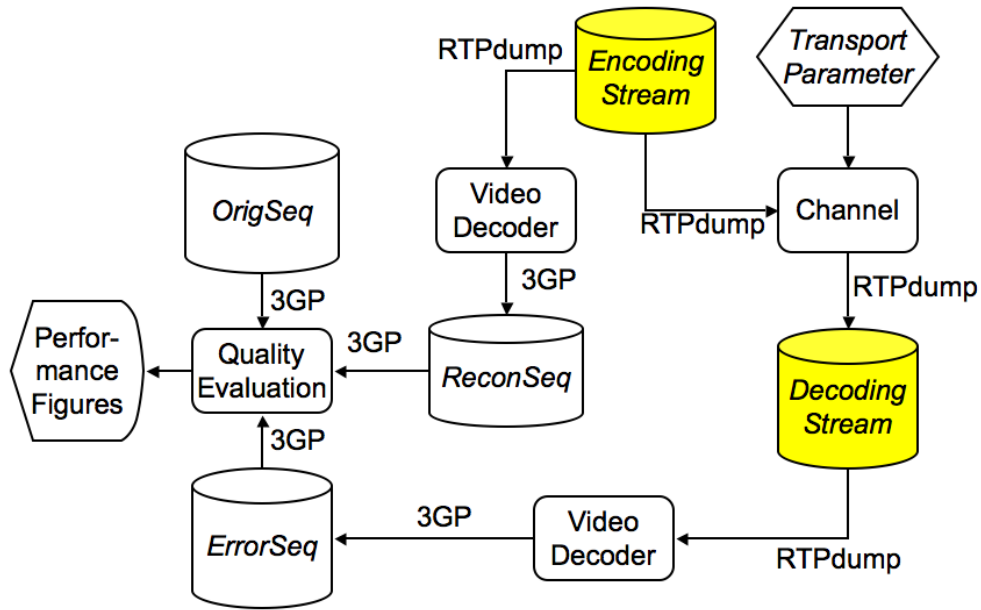 RTPdump
Encoding
Stream
Transport
Parameter
OrigSeq
Video
Decoder
RTPdump
Channel
3GP
RTPdump
3GP
Perfor-
mance
Figures
Quality
Evaluation
3GP
ReconSeq
Decoding
Stream
3GP
ErrorSeq
3GP
Video
Decoder
RTPdump